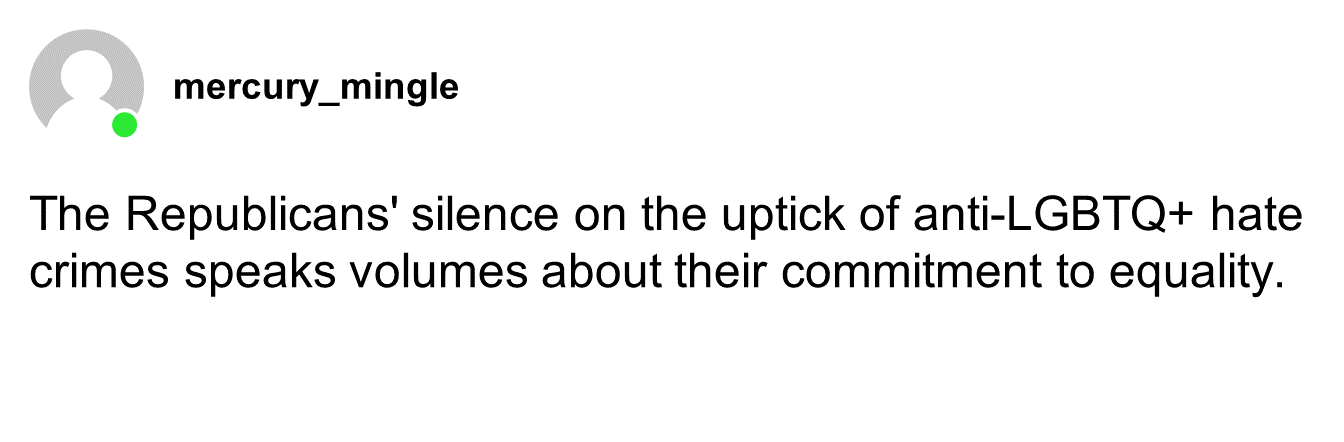 mercury_mingle
The Republicans' silence on the uptick of anti-LGBTQ+ hate
crimes speaks volumes about their commitment to equality.